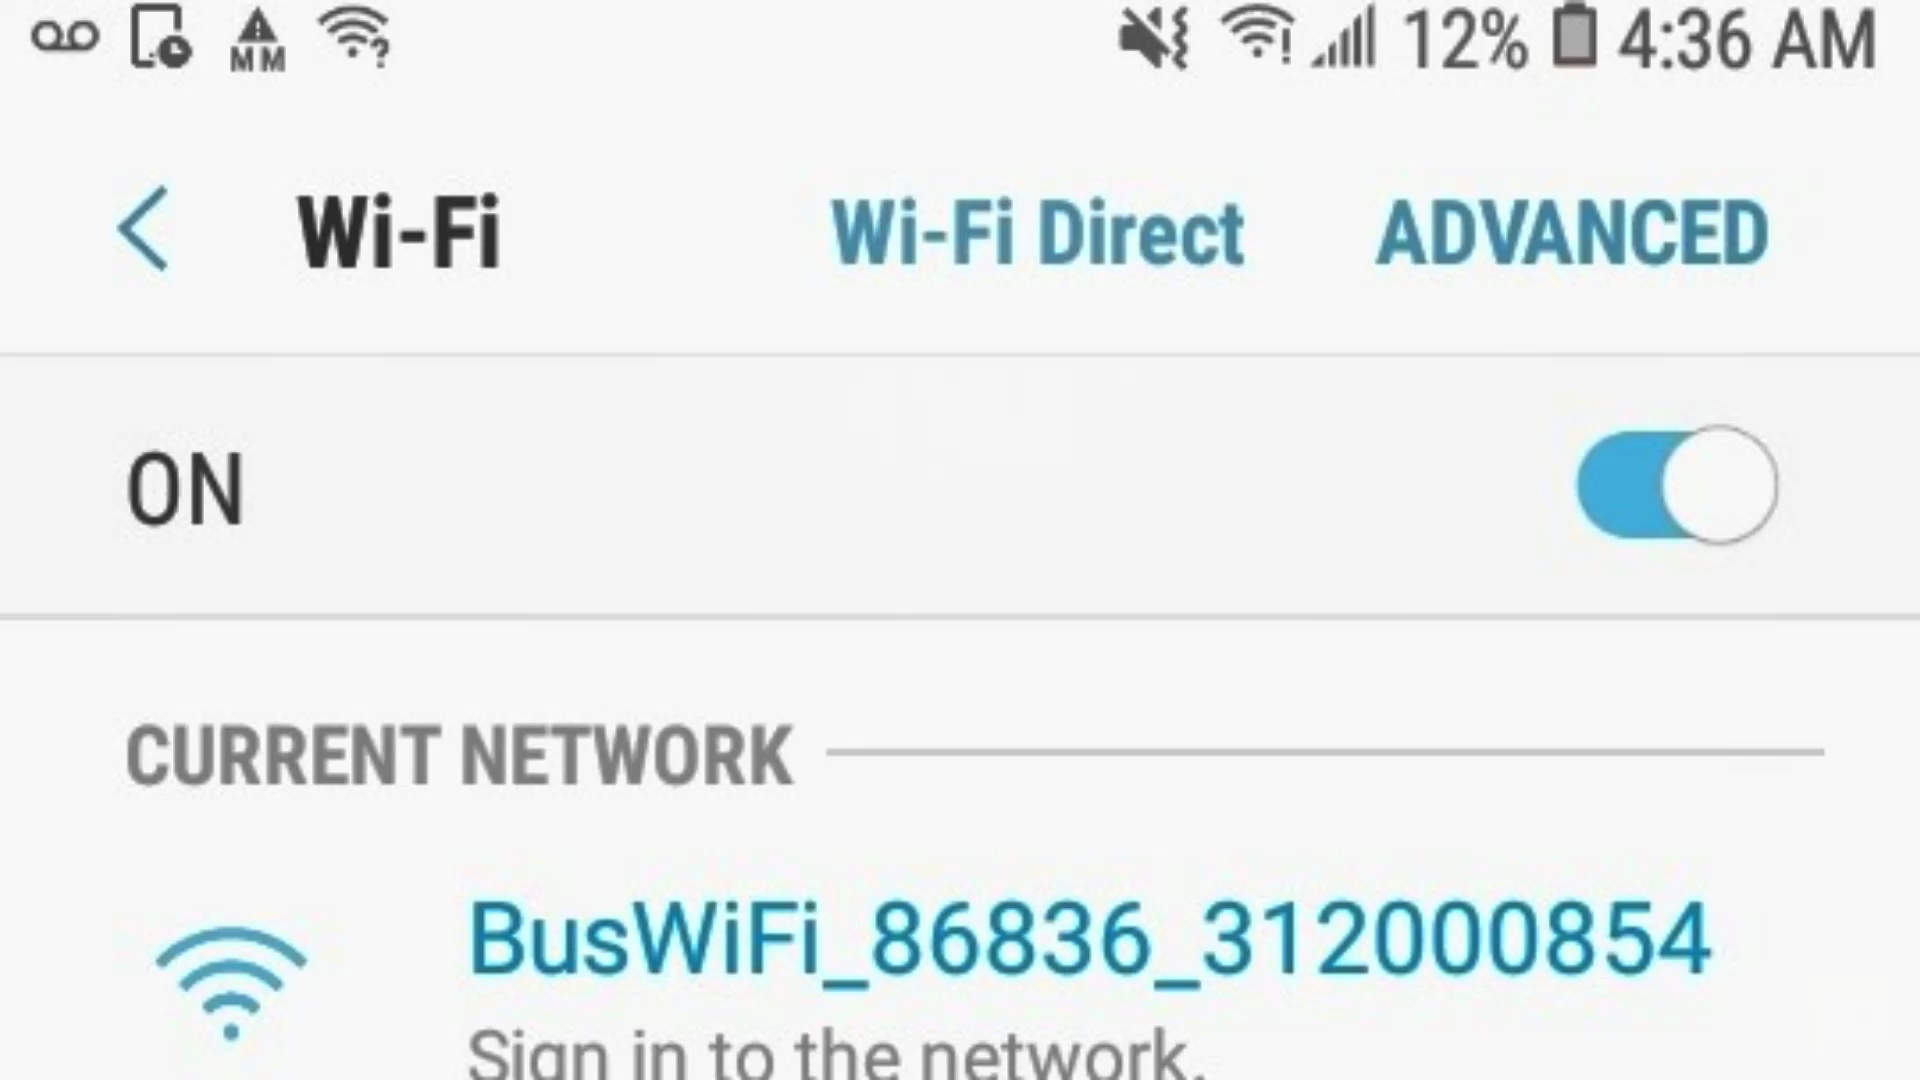 MM 12% 4:36 AM
Wi-Fi Wi-Fi Direct ADVANCED
ON
CURRENT NETWORK
BusWiFi_86836_312000854
Sign in to the network.